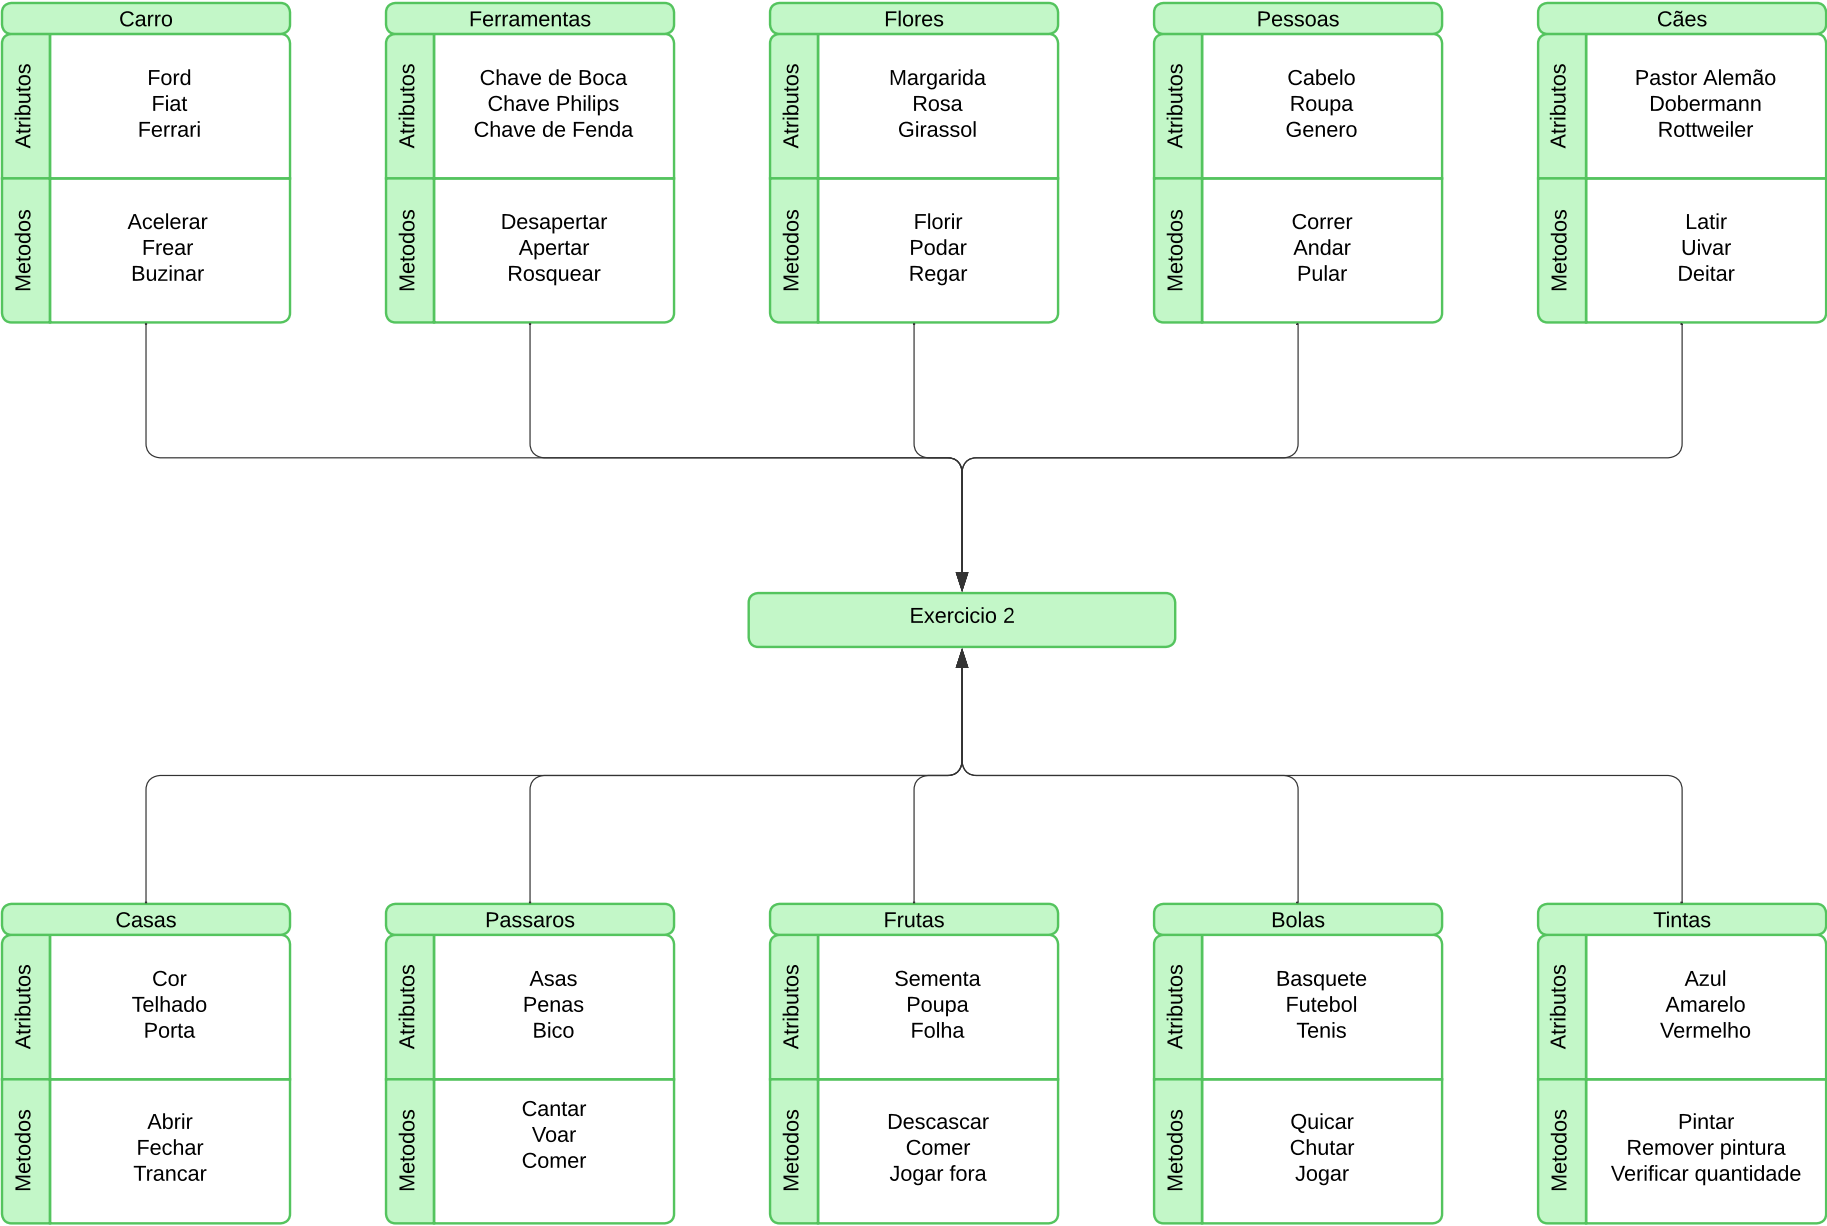 Carro
Atributos
Ford
Fiat
Ferrari
Metodos
Acelerar
Frear
Buzinar
Ferramentas
Atributos
Chave de Boca
Chave Philips
Chave de Fenda
Metodos
Desapertar
Apertar
Rosquear
Flores
Atributos
Margarida
Rosa
Girassol
Metodos
Florir
Podar
Regar
Pessoas
Atributos
Cabelo
Roupa
Genero
Metodos
Correr
Andar
Pular
Cães
Atributos
Pastor Alemão
Dobermann
Rottweiler
Metodos
Latir
Uivar
Deitar
Exercicio 2
Casas
Atributos
Cor
Telhado
Porta
Metodos
Abrir
Fechar
Trancar
Passaros
Atributos
Asas
Penas
Bico
Metodos
Cantar
Voar
Comer
Frutas
Atributos
Sementa
Poupa
Folha
Metodos
Descascar
Comer
Jogar fora
Bolas
Atributos
Basquete
Futebol
Tenis
Metodos
Quicar
Chutar
Jogar
Tintas
Atributos
Azul
Amarelo
Vermelho
Metodos
Pintar
Remover pintura
Verificar quantidade